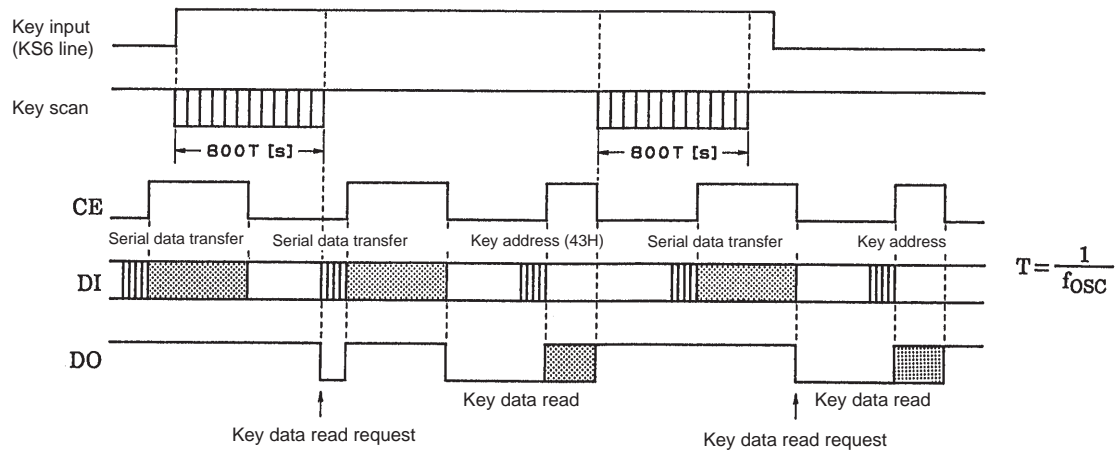 Key input
(KS6 line)
Key scan
800T [s]
800T [s]
CE
Serial data transfer
Serial data transfer
Key address (43H)
Serial data transfer
Key address
DI
T = 1/fOSC
DO
Key data read
Key data read
Key data read request
Key data read request